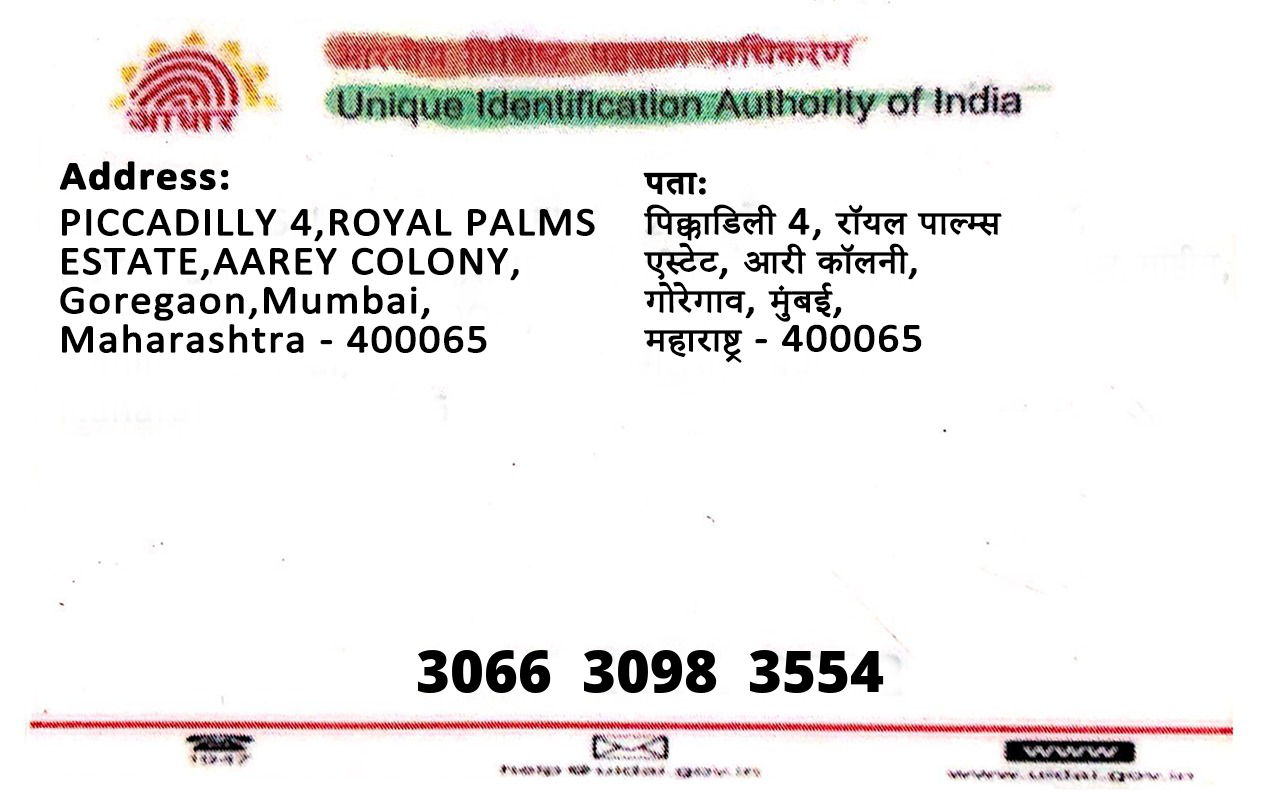 भारतीय विशिष्ट पहचान प्राधिकरण
आधार
Unique Identification Authority of India
Address:
PICCADILLY 4,ROYAL PALMS
ESTATE,AAREY COLONY,
Goregaon,Mumbai,
Maharashtra - 400065
पता:
पिक्काडिली 4, रॉयल पाल्म्स
एस्टेट, आरी कॉलनी,
गोरेगाव, मुंबई,
महाराष्ट्र - 400065
3066 3098 3554
1947
help@uidai.gov.in
www
www.uidai.gov.in